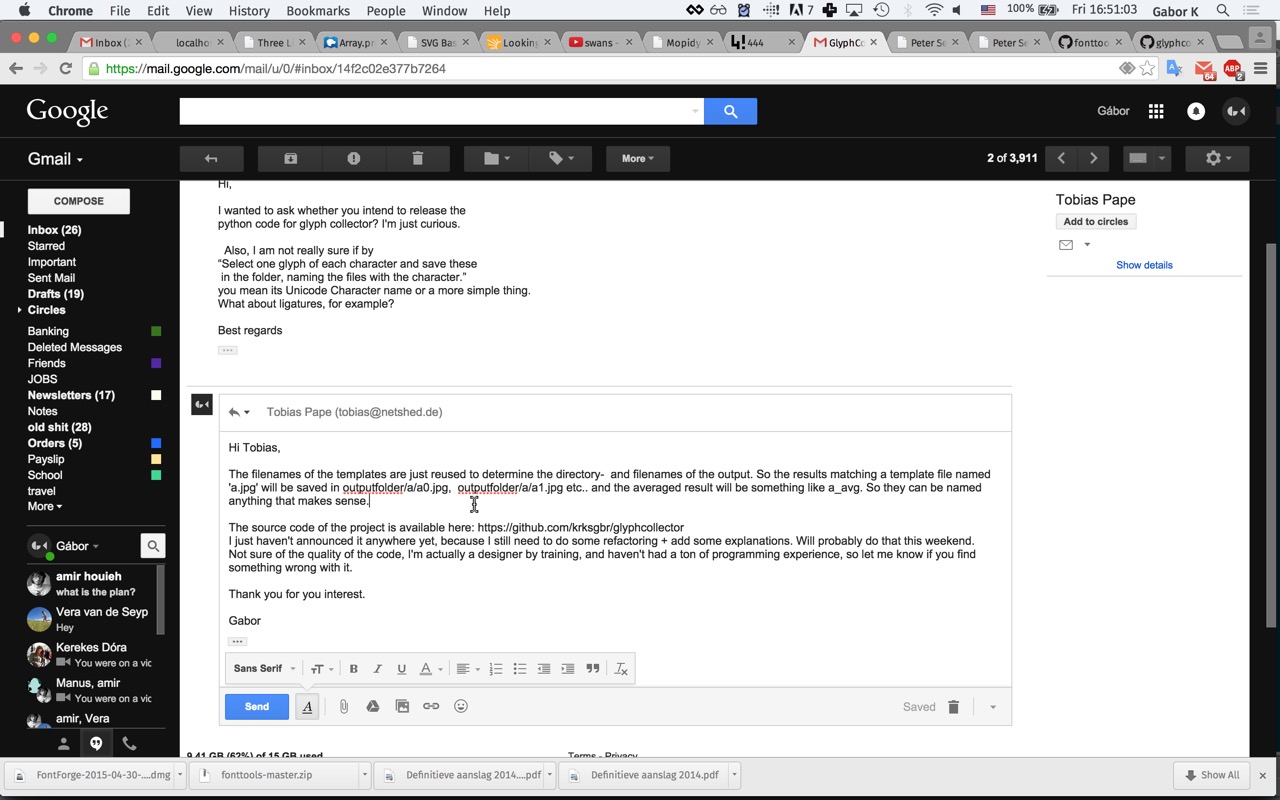 Chrome File Edit View History Bookmarks People Window Help 7 100% Fri 16:51:03 Gabor K
Inbox ( localho Three L Array.pr SVG Bas Looking swans - Mopidy 444 GlyphCo Peter Se Peter Se fonttoo glyphco
https://mail.google.com/mail/u/0/#inbox/14f2c02e377b7264 64 ABP 2
Google Gábor
Gmail More 2 of 3,911
COMPOSE
Inbox (26)
Starred
Important
Sent Mail
Drafts (19)
Circles
Banking
Deleted Messages
Friends
JOBS
Newsletters (17)
Notes
old shit (28)
Orders (5)
Payslip
School
travel
More
Gábor
amir houieh
what is the plan?
Vera van de Seyp
Hey
Kerekes Dóra
You were on a vic
Manus, amir
You were on a vic
amir, Vera
Hi,
I wanted to ask whether you intend to release the
python code for glyph collector? I'm just curious.
Also, I am not really sure if by
“Select one glyph of each character and save these
in the folder, naming the files with the character.”
you mean its Unicode Character name or a more simple thing.
What about ligatures, for example?
Best regards
Tobias Pape
Add to circles
Show details
Tobias Pape (tobias@netshed.de)
Hi Tobias,
The filenames of the templates are just reused to determine the directory- and filenames of the output. So the results matching a template file named
'a.jpg' will be saved in outputfolder/a/a0.jpg, outputfolder/a/a1.jpg etc.. and the averaged result will be something like a_avg. So they can be named
anything that makes sense.
The source code of the project is available here: https://github.com/krksgbr/glyphcollector
I just haven't announced it anywhere yet, because I still need to do some refactoring + add some explanations. Will probably do that this weekend.
Not sure of the quality of the code, I'm actually a designer by training, and haven't had a ton of programming experience, so let me know if you find
something wrong with it.
Thank you for you interest.
Gabor
Sans Serif B I U A
Send A Saved
9.41 GB (62%) of 15 GB used Terms - Privacy
FontForge-2015-04-30-....dmg fonttools-master.zip Definitieve aanslag 2014....pdf Definitieve aanslag 2014.pdf Show All